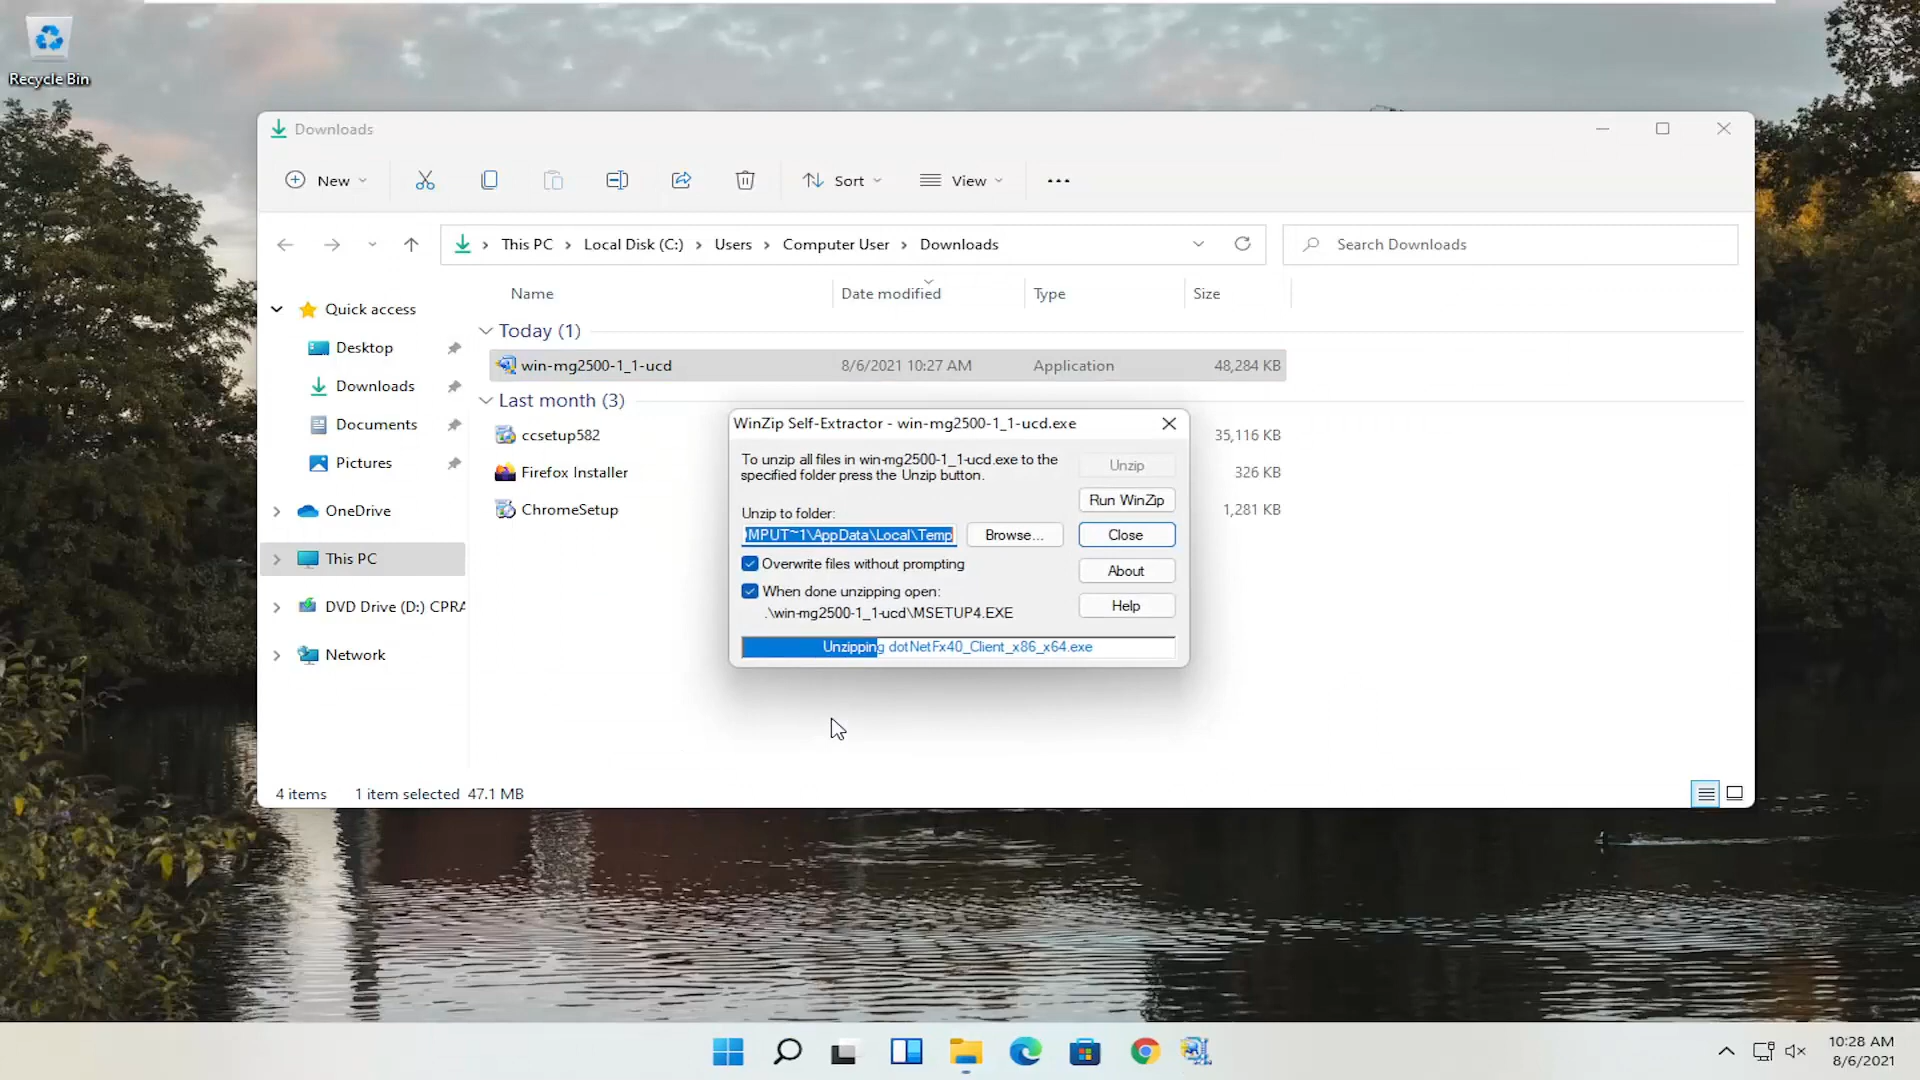 Recycle Bin
Downloads
New
Sort
View
This PC
Local Disk (C:)
Users
Computer User
Downloads
Search Downloads
Name
Date modified
Type
Size
Quick access
Desktop
Downloads
Documents
Pictures
OneDrive
This PC
DVD Drive (D:) CPRA
Network
Today (1)
win-mg2500-1_1-ucd 8/6/2021 10:27 AM Application 48,284 KB
Last month (3)
ccsetup582 35,116 KB
Firefox Installer 326 KB
ChromeSetup 1,281 KB
WinZip Self-Extractor - win-mg2500-1_1-ucd.exe
To unzip all files in win-mg2500-1_1-ucd.exe to the
specified folder press the Unzip button.
Unzip to folder:
MPUT~1\AppData\Local\Temp
Browse...
Overwrite files without prompting
When done unzipping open:
.\win-mg2500-1_1-ucd\MSETUP4.EXE
Unzip
Run WinZip
Close
About
Help
Unzipping dotNetFx40_Client_x86_x64.exe
4 items 1 item selected 47.1 MB
10:28 AM
8/6/2021